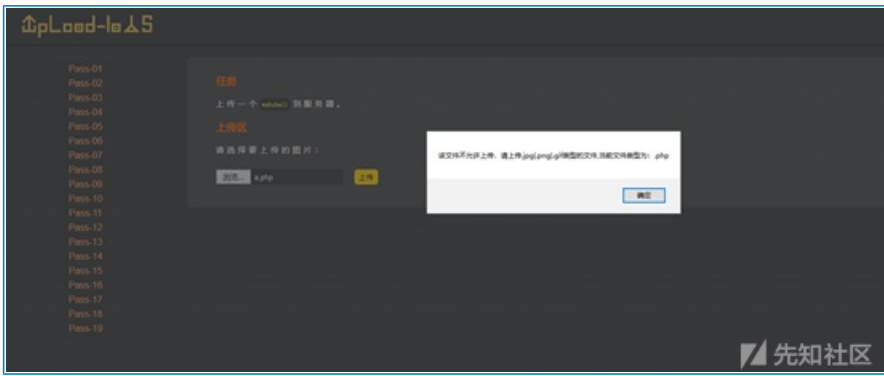 UpLoad-labs
Pass-01
Pass-02
Pass-03
Pass-04
Pass-05
Pass-06
Pass-07
Pass-08
Pass-09
Pass-10
Pass-11
Pass-12
Pass-13
Pass-14
Pass-15
Pass-16
Pass-17
Pass-18
Pass-19
任务
上传一个 webshell 到服务器。
上传区
请选择要上传的图片：
浏览... a.php 上传
该文件不允许上传，请上传.jpg|.png|.gif类型的文件,当前文件类型为：.php
确定
先知社区